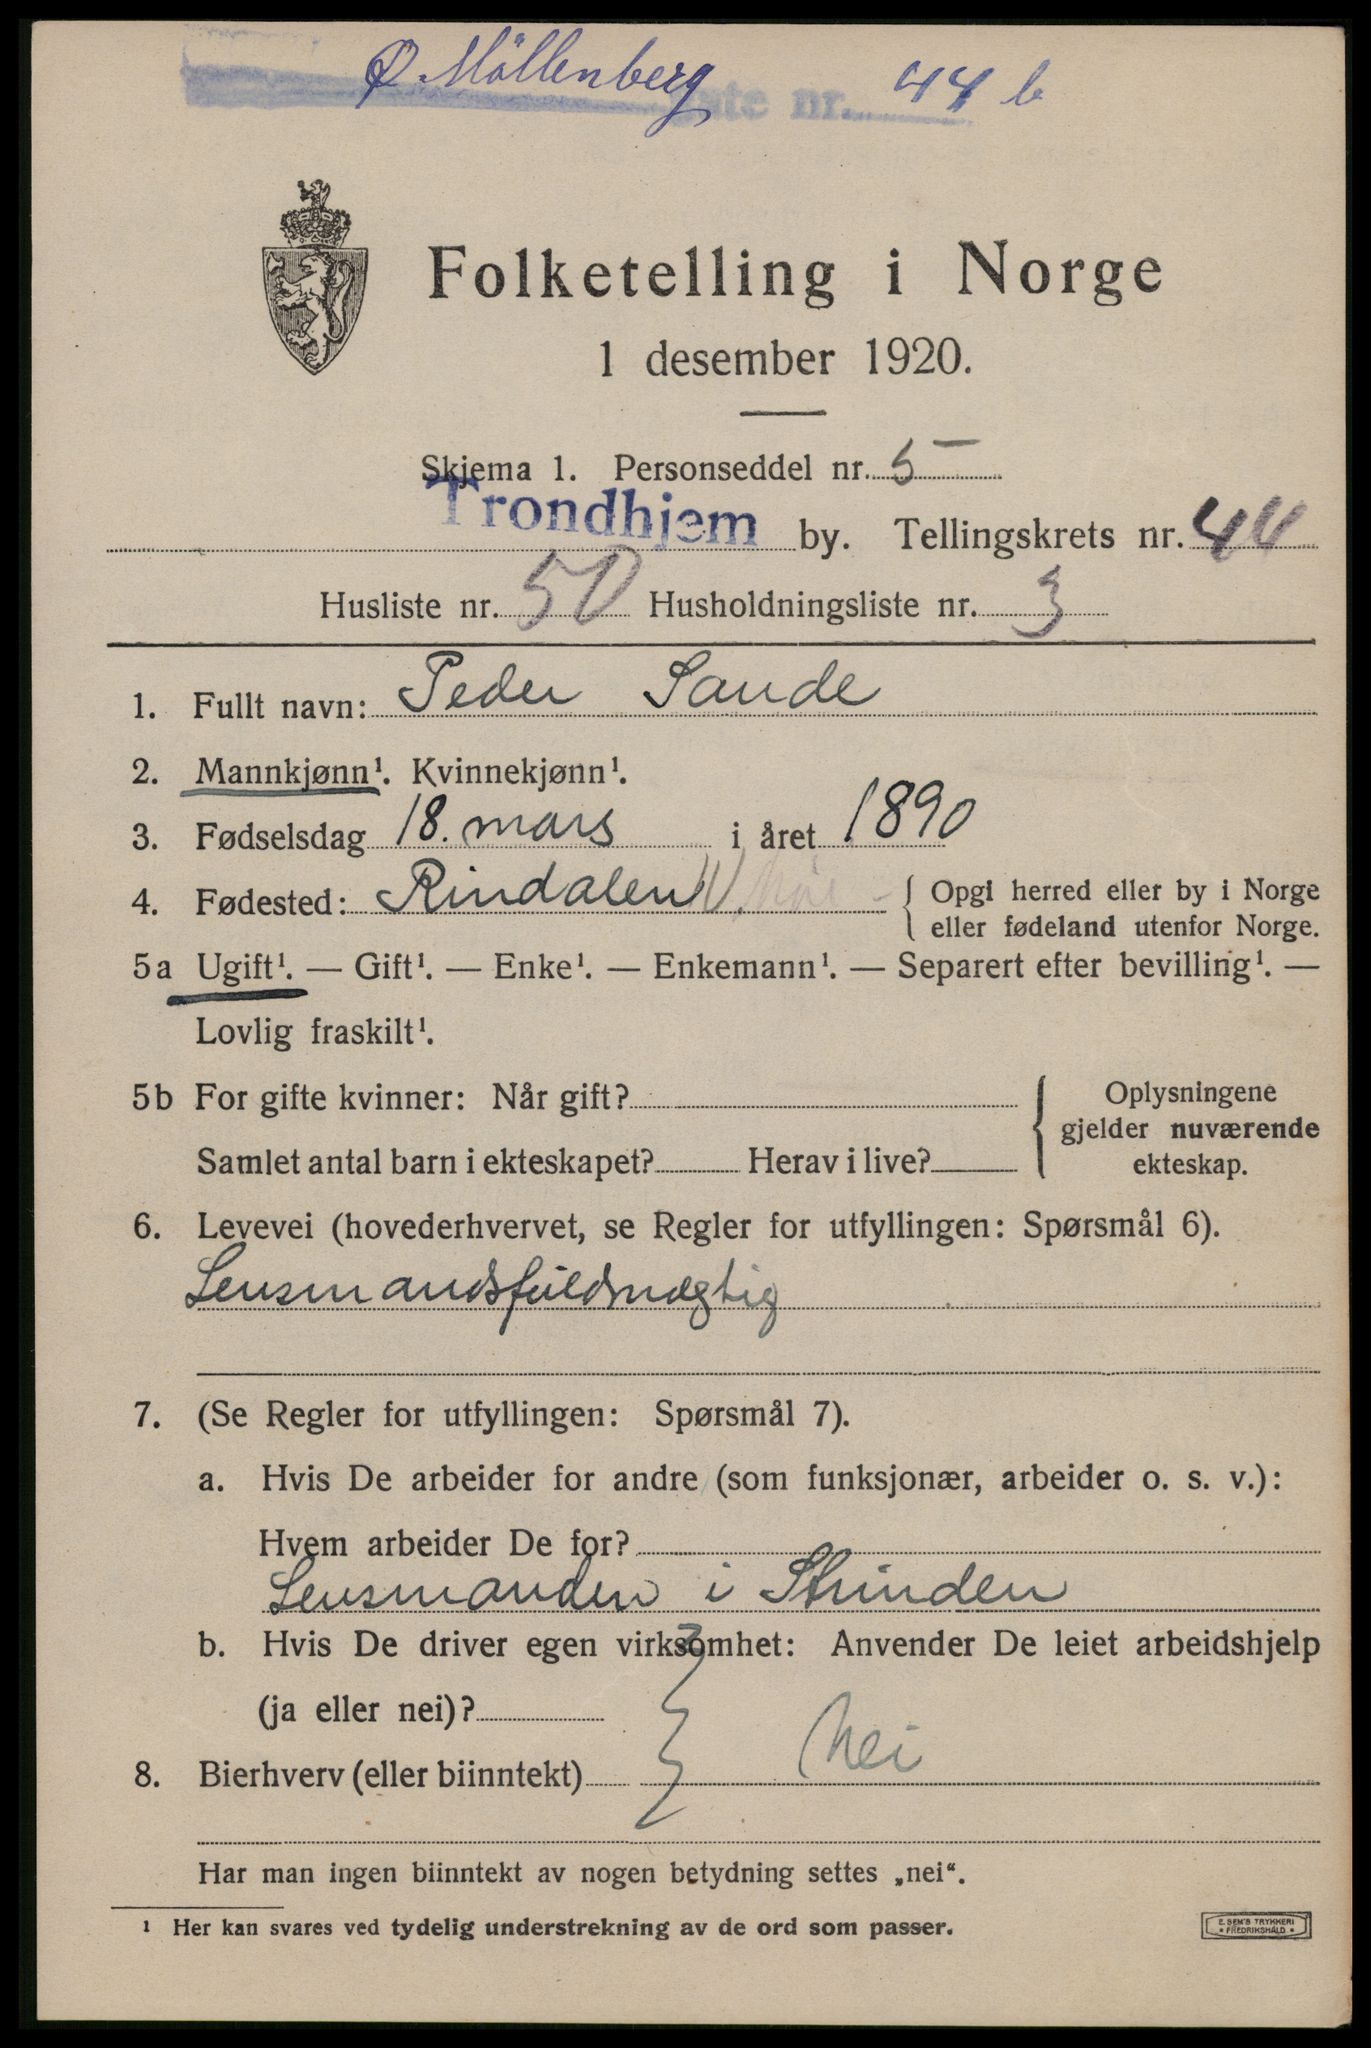 Ø. Möllenberg nr. 44 b
Folketelling i Norge
1 desember 1920.
Skjema 1. Personseddel nr. 5
Trondhjem by. Tellingskrets nr. 44
Husliste nr. 50 Husholdningsliste nr. 3
1. Fullt navn: Peder Sande
2. Mannkjønn¹. Kvinnekjønn¹.
3. Fødselsdag 18. mars i året 1890
4. Fødested: Rindalen { Opgi herred eller by i Norge
eller fødeland utenfor Norge.
5a Ugift¹. — Gift¹. — Enke¹. — Enkemann¹. — Separert efter bevilling¹. —
Lovlig fraskilt¹.
5b For gifte kvinner: Når gift?
Samlet antal barn i ekteskapet? Herav i live?
Oplysningene
gjelder nuværende
ekteskap.
6. Levevei (hovederhvervet, se Regler for utfyllingen: Spørsmål 6).
Lensmandsfuldmægtig
7. (Se Regler for utfyllingen: Spørsmål 7).
a. Hvis De arbeider for andre (som funksjonær, arbeider o. s. v.):
Hvem arbeider De for?
Lensmanden i Strinden
b. Hvis De driver egen virksomhet: Anvender De leiet arbeidshjelp
(ja eller nei)?
8. Bierhverv (eller biinntekt) Nei
Har man ingen biinntekt av nogen betydning settes „nei“.
¹ Her kan svares ved tydelig understrekning av de ord som passer.
E. SEM'S TRYKKERI
FREDRIKSHALD